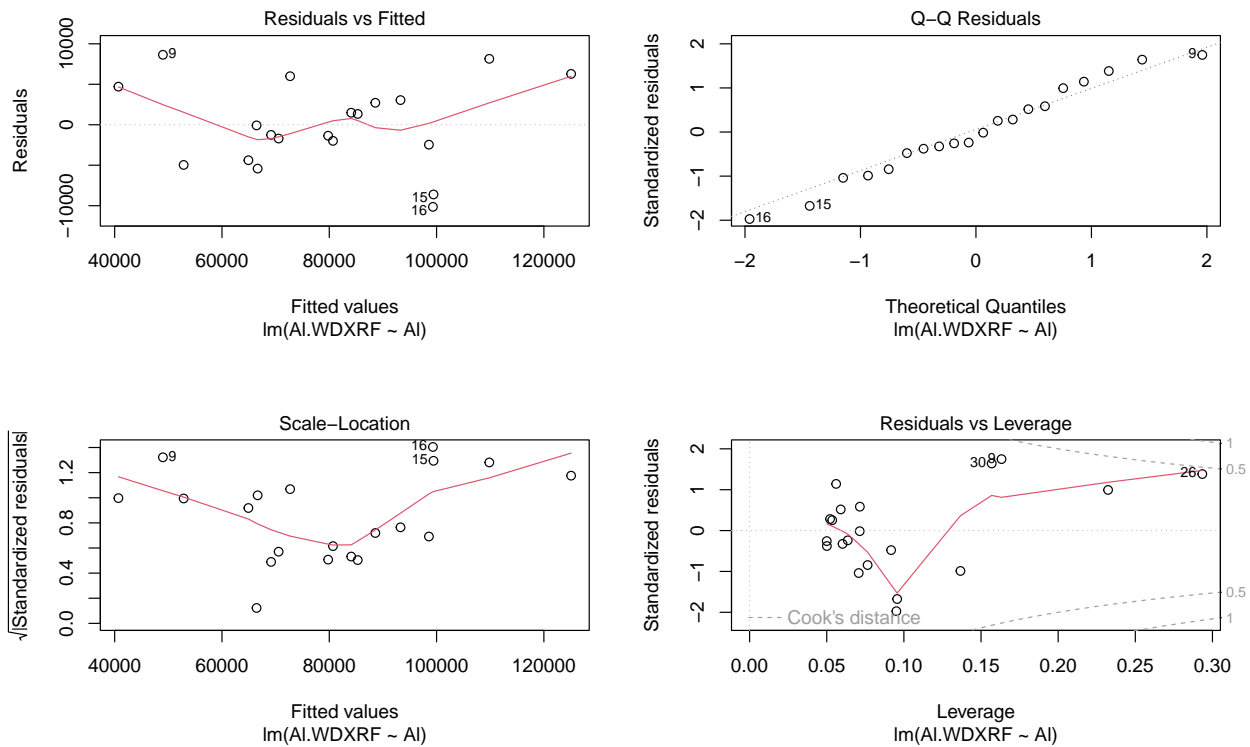 Residuals vs Fitted
10000
0
−10000
Residuals
9
15
16
40000 60000 80000 100000 120000
Fitted values
lm(Al.WDXRF ~ Al)
Q−Q Residuals
2
1
0
−1
−2
Standardized residuals
9
15
16
−2 −1 0 1 2
Theoretical Quantiles
lm(Al.WDXRF ~ Al)
Scale−Location
1.2
0.8
0.4
0.0
√|Standardized residuals|
9
16
15
40000 60000 80000 100000 120000
Fitted values
lm(Al.WDXRF ~ Al)
Residuals vs Leverage
2
1
0
−1
−2
Standardized residuals
9
30
26
1
0.5
0.5
1
Cook's distance
0.00 0.05 0.10 0.15 0.20 0.25 0.30
Leverage
lm(Al.WDXRF ~ Al)